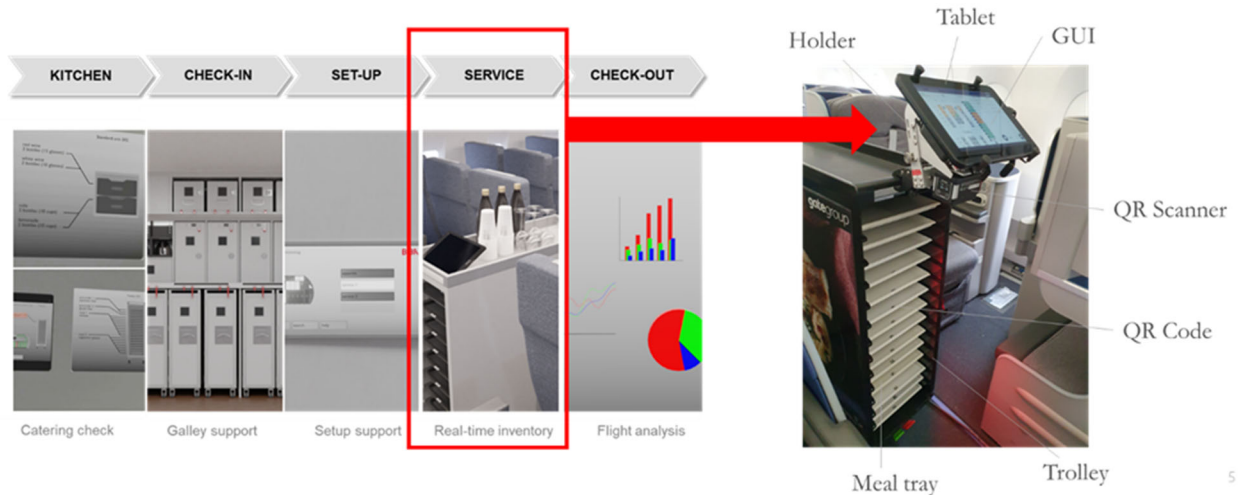 KITCHEN
CHECK-IN
SET-UP
SERVICE
CHECK-OUT
Catering check
Galley support
Setup support
Real-time inventory
Flight analysis
Holder
Tablet
GUI
gategroup
QR Scanner
QR Code
Trolley
Meal tray
5